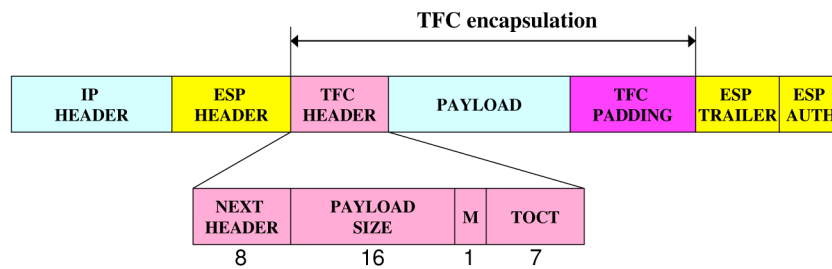 TFC encapsulation
IP HEADER
ESP HEADER
TFC HEADER
PAYLOAD
TFC PADDING
ESP TRAILER
ESP AUTH
NEXT HEADER
PAYLOAD SIZE
M
TOCT
8
16
1
7